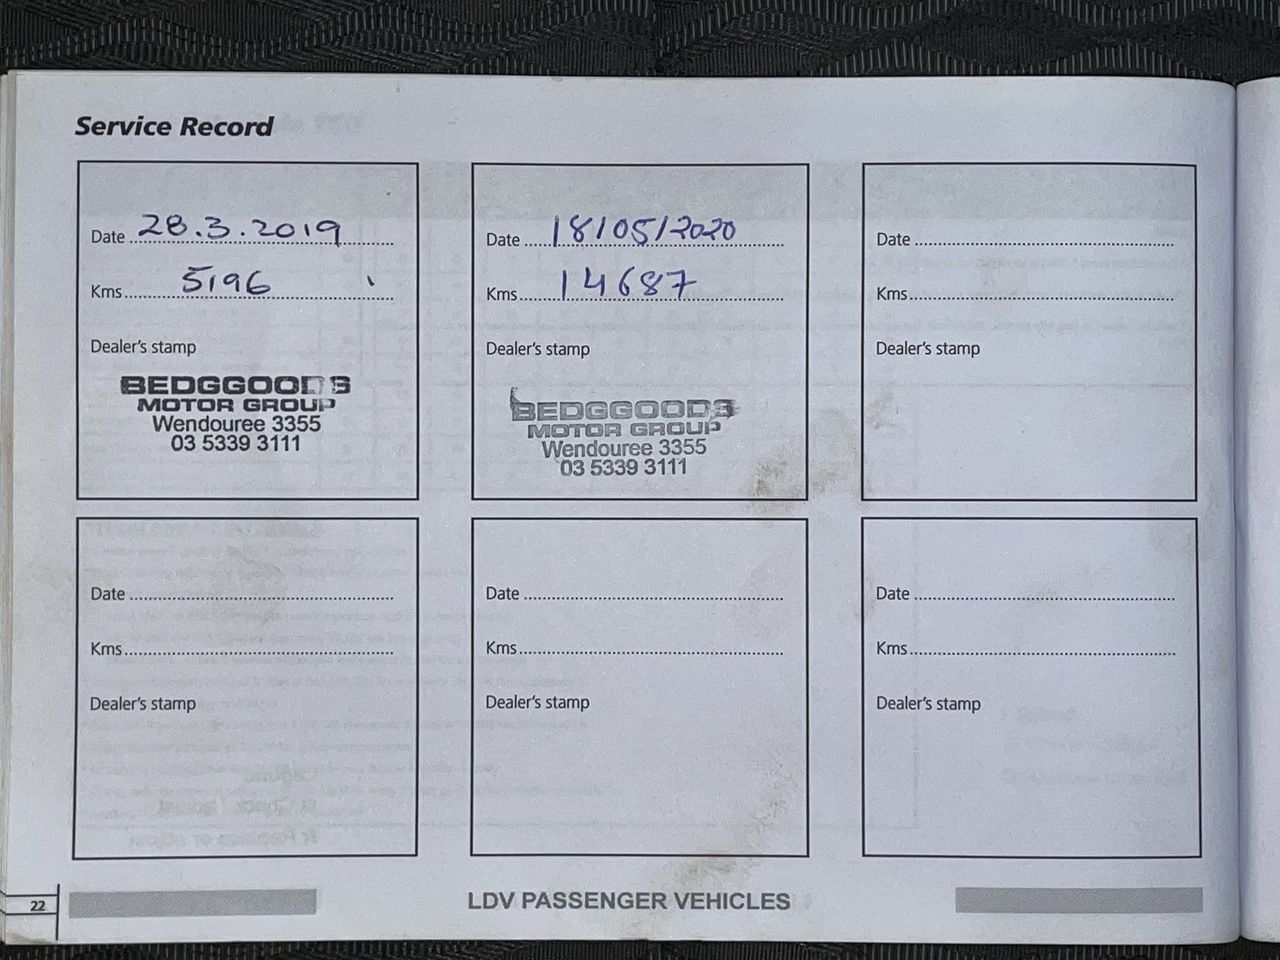 Service Record
Date 28.3.2019
Kms 5196
Dealer's stamp
BEDGGOODS
MOTOR GROUP
Wendouree 3355
03 5339 3111
Date 18/05/2020
Kms 14687
Dealer's stamp
BEDGGOODS
MOTOR GROUP
Wendouree 3355
03 5339 3111
Date
Kms
Dealer's stamp
Date
Kms
Dealer's stamp
Date
Kms
Dealer's stamp
Date
Kms
Dealer's stamp
22
LDV PASSENGER VEHICLES